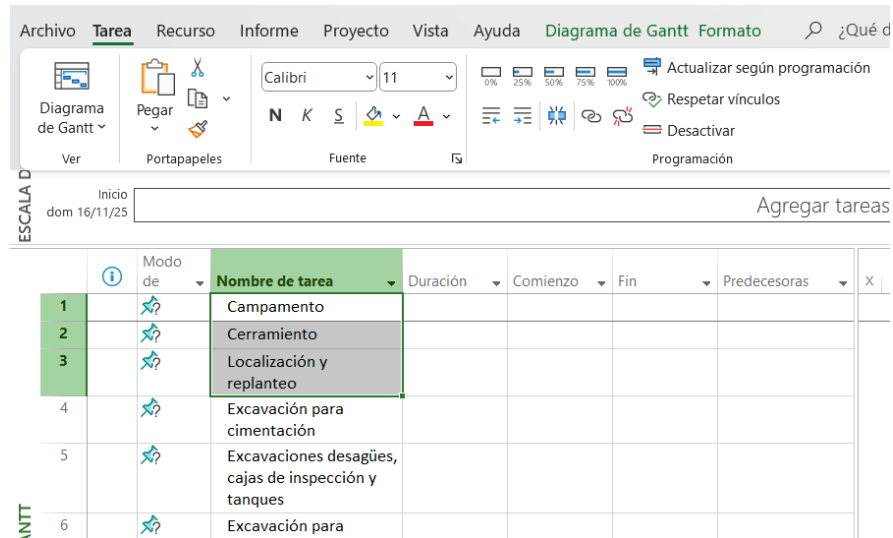 Archivo Tarea Recurso Informe Proyecto Vista Ayuda Diagrama de Gantt Formato ¿Qué d
Diagrama
de Gantt
Ver
Pegar
Portapapeles
Calibri 11
N K S A
Fuente
0% 25% 50% 75% 100%
Actualizar según programación
Respetar vínculos
Desactivar
Programación
ESCALA D
Inicio
dom 16/11/25
Agregar tareas
Modo
de
Nombre de tarea Duración Comienzo Fin Predecesoras X
1 Campamento
2 Cerramiento
3 Localización y
replanteo
4 Excavación para
cimentación
5 Excavaciones desagües,
cajas de inspección y
tanques
6 Excavación para
ANTT